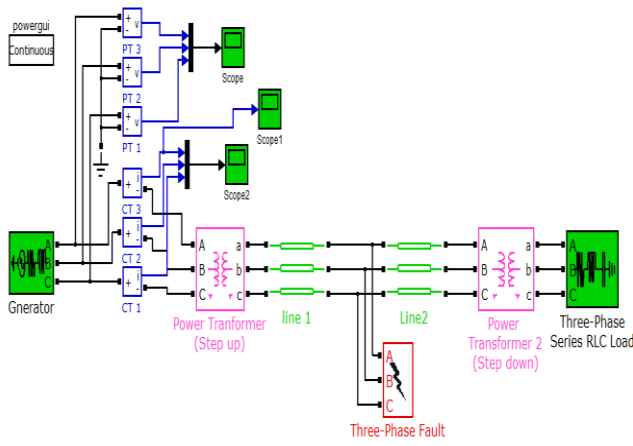 powergui
Continuous
+
-
v
PT 3
+
-
v
PT 2
+
-
v
PT 1
Scope
Scope1
Scope2
+
i
-
CT 3
+
i
-
CT 2
+
i
-
CT 1
A
B
C
Gnerator
A
B
C
a
b
c
Power Tranformer
(Step up)
line 1
Line2
A
B
C
a
b
c
Power
Transformer 2
(Step down)
A
B
C
Three-Phase
Series RLC Load
A
B
C
Three-Phase Fault